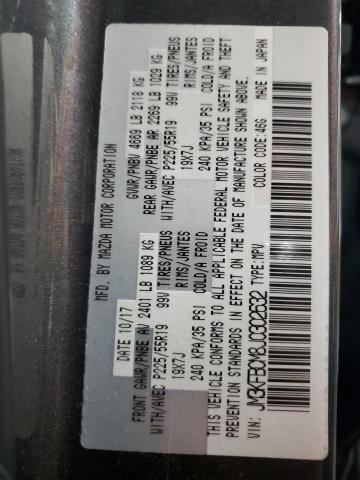 MFD. BY MAZDA MOTOR CORPORATION
DATE 10/17 GVWR/PNBV 4669 LB 2118 KG
FRONT GAWR/PNBE AV 2401 LB 1089 KG REAR GAWR/PNBE AR 2269 LB 1029 KG
WITH/AVEC P225/55R19 99V TIRES/PNEUS WITH/AVEC P225/55R19 99V TIRES/PNEUS
19X7J RIMS/JANTES 19X7J RIMS/JANTES
240 KPA/35 PSI COLD/A FROID 240 KPA/35 PSI COLD/A FROID
THIS VEHICLE CONFORMS TO ALL APPLICABLE FEDERAL MOTOR VEHICLE SAFETY AND THEFT
PREVENTION STANDARDS IN EFFECT ON THE DATE OF MANUFACTURE SHOWN ABOVE.
VIN: JM3KFBCM8J0302632 TYPE:MPV COLOR CODE:46G MADE IN JAPAN